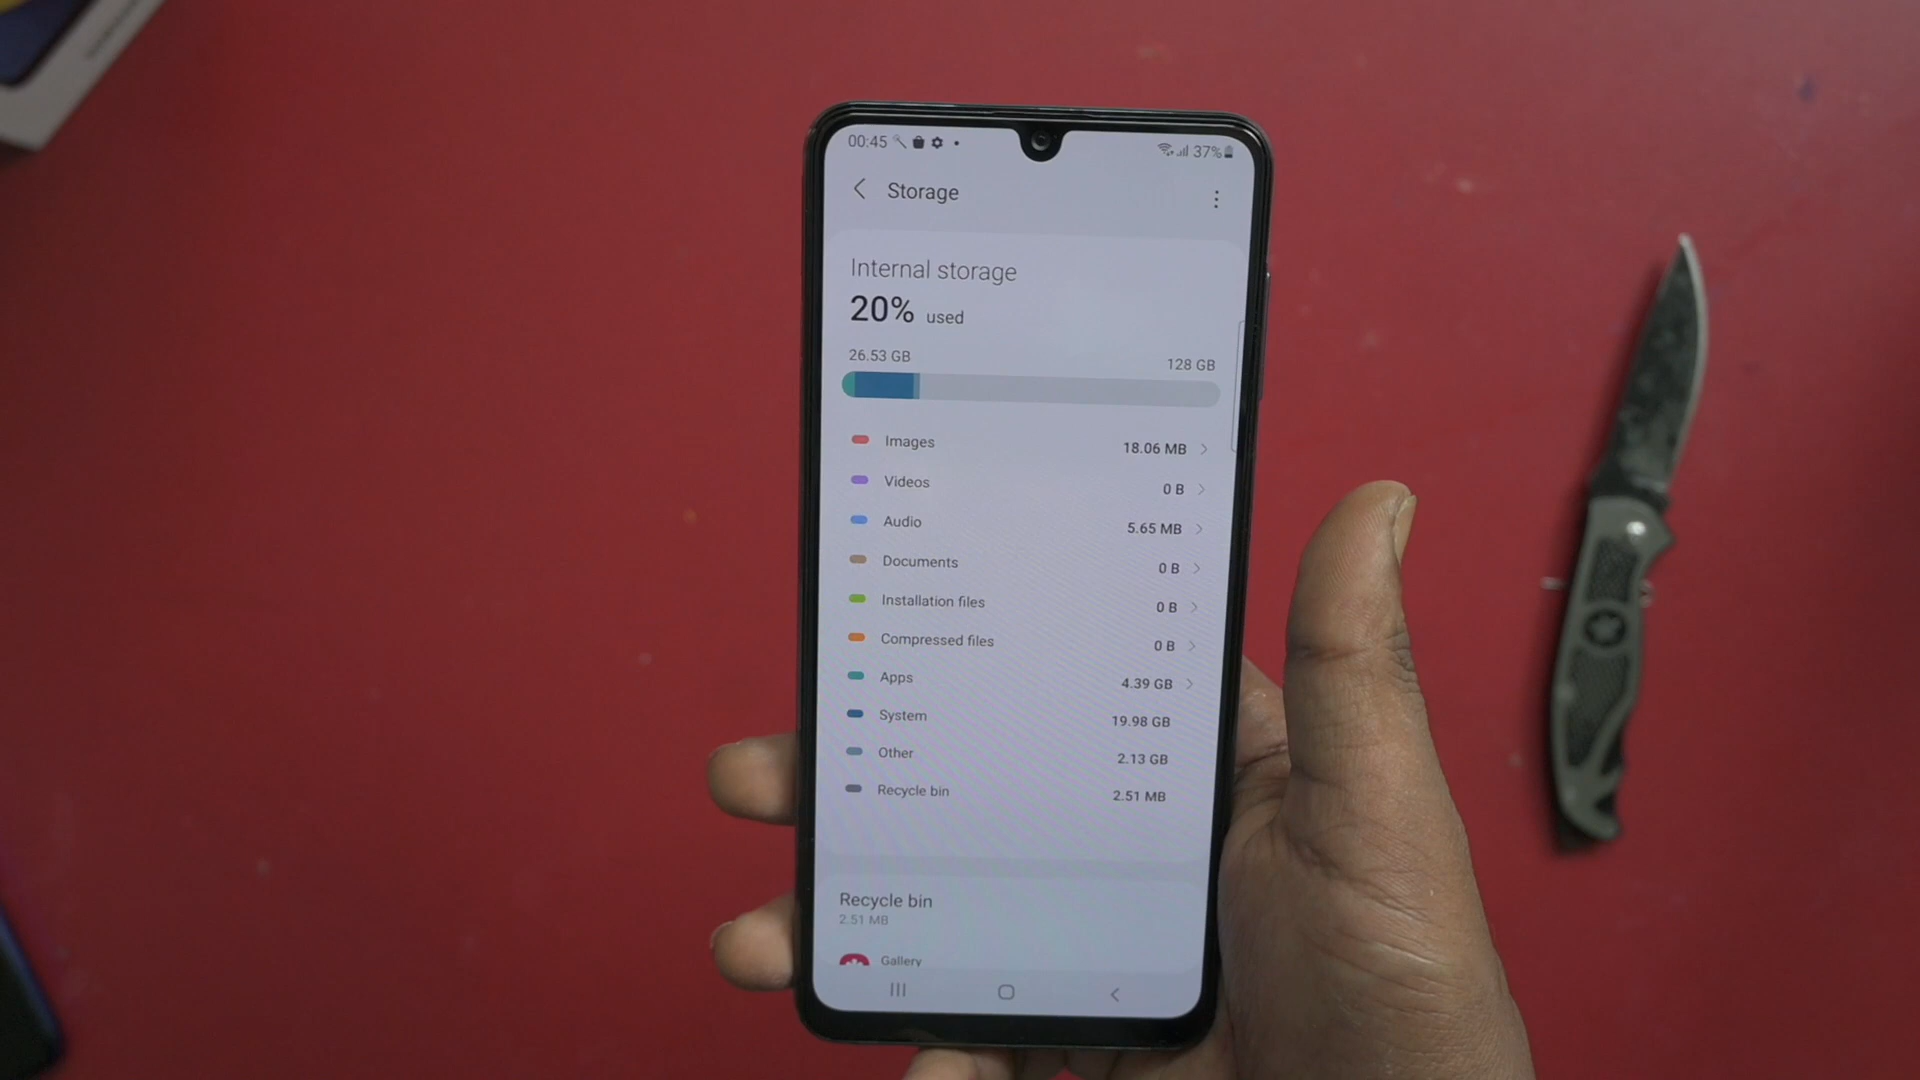 00:45
37%
Storage
Internal storage
20% used
26.53 GB
128 GB
Images 18.06 MB
Videos 0 B
Audio 5.65 MB
Documents 0 B
Installation files 0 B
Compressed files 0 B
Apps 4.39 GB
System 19.98 GB
Other 2.13 GB
Recycle bin 2.51 MB
Recycle bin
2.51 MB
Gallery